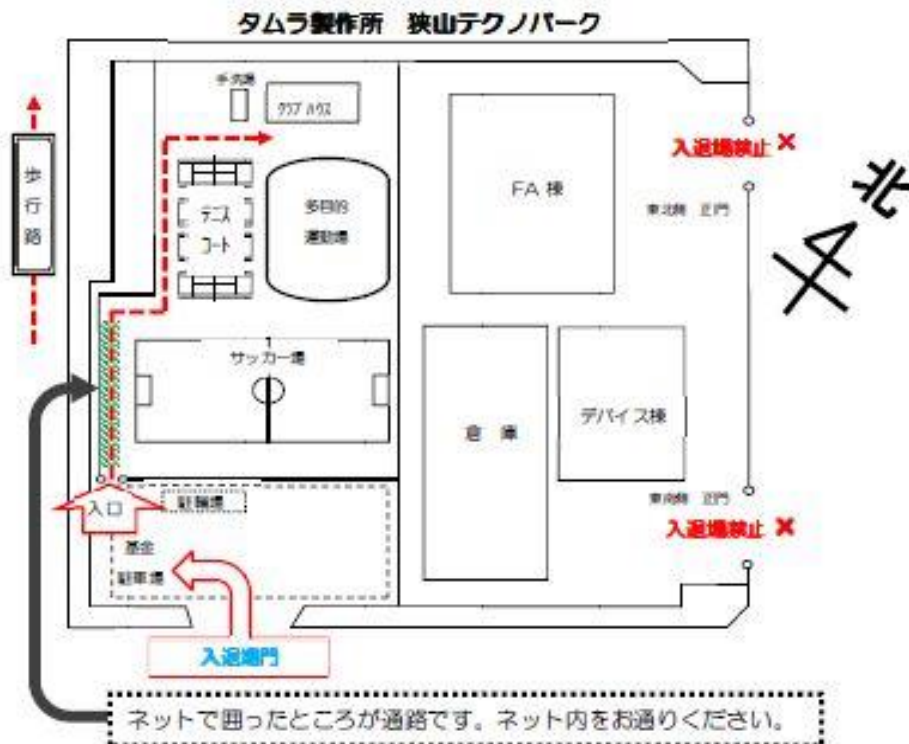 タムラ製作所 狭山テクノパーク
手洗場
クラブハウス
入退場禁止 ×
北
歩行路
FA 棟
東北側 正門
テニス
コート
多目的
運動場
サッカー場
倉 庫
デバイス棟
入口
駐輪場
東南側 正門
入退場禁止 ×
基金
駐車場
入退場門
ネットで囲ったところが通路です。ネット内をお通りください。